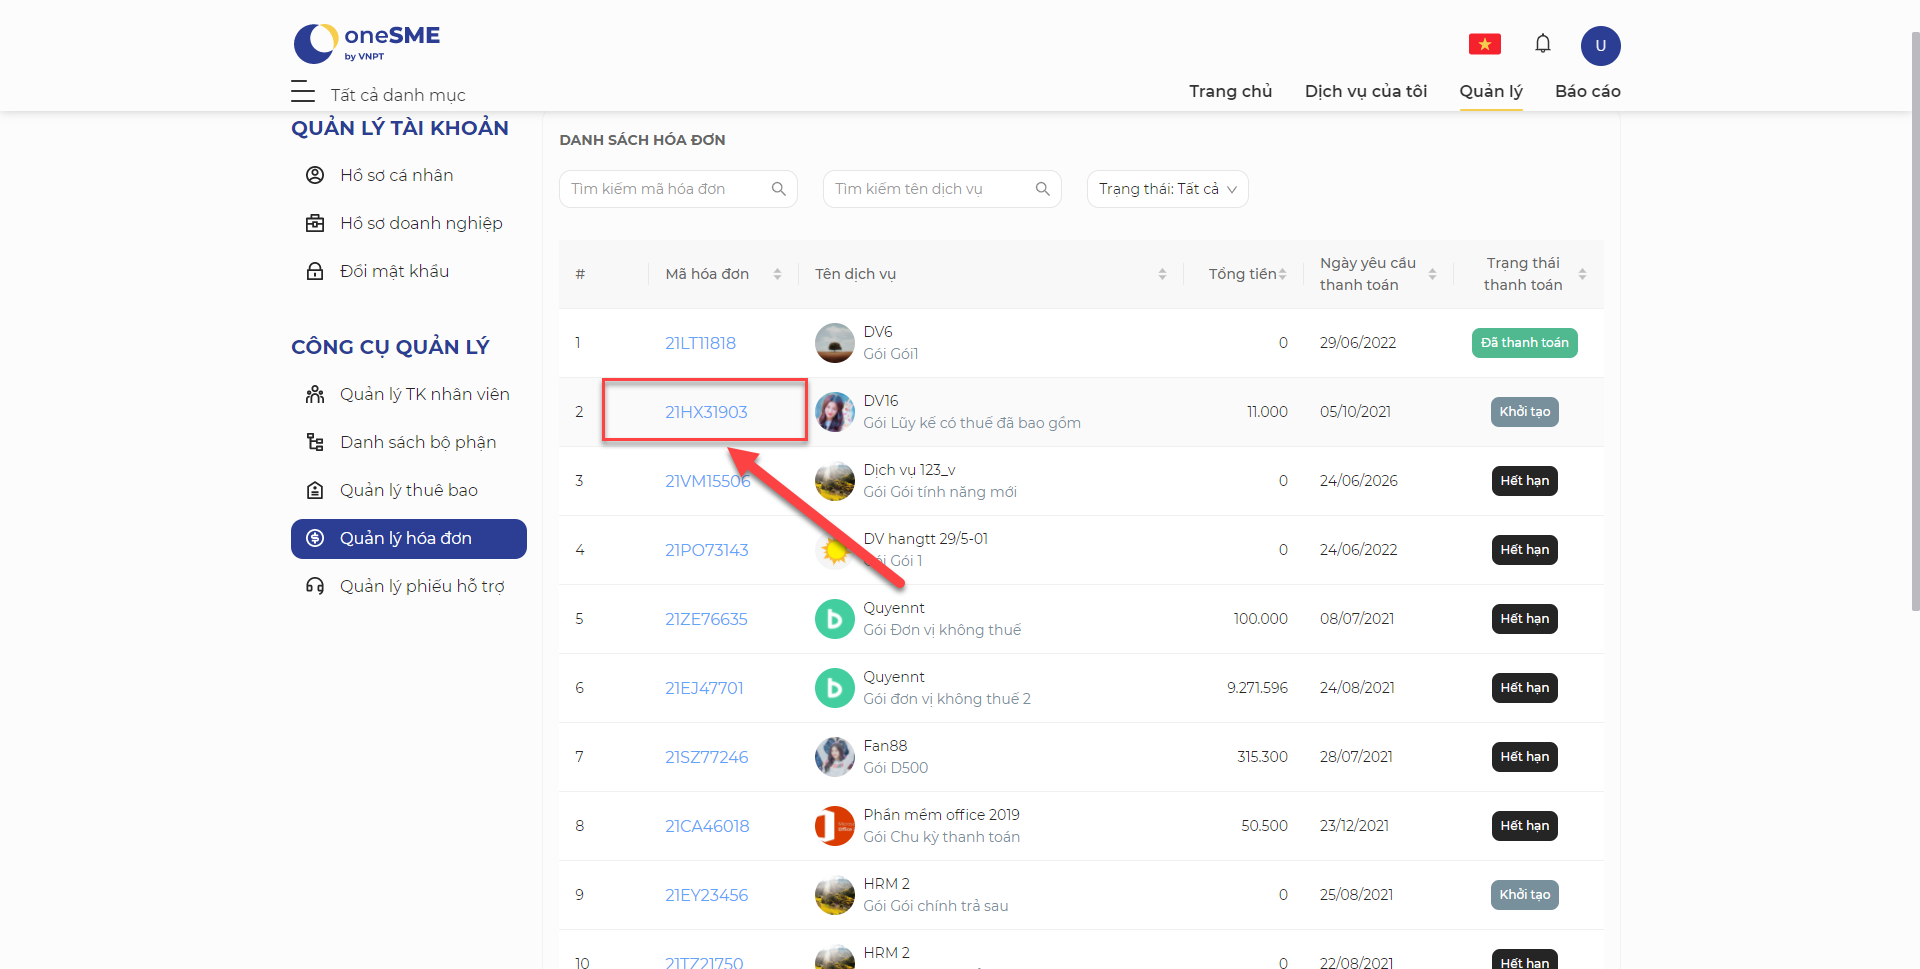 oneSME
by VNPT
U
Tất cả danh mục
Trang chủ
Dịch vụ của tôi
Quản lý
Báo cáo
QUẢN LÝ TÀI KHOẢN
Hồ sơ cá nhân
Hồ sơ doanh nghiệp
Đổi mật khẩu
CÔNG CỤ QUẢN LÝ
Quản lý TK nhân viên
Danh sách bộ phận
Quản lý thuê bao
Quản lý hóa đơn
Quản lý phiếu hỗ trợ
DANH SÁCH HÓA ĐƠN
Tìm kiếm mã hóa đơn
Tìm kiếm tên dịch vụ
Trạng thái: Tất cả
# Mã hóa đơn Tên dịch vụ Tổng tiền Ngày yêu cầu thanh toán Trạng thái thanh toán
1 21LT11818 DV6 0 29/06/2022 Đã thanh toán
Gói Gói1
2 21HX31903 DV16 11.000 05/10/2021 Khởi tạo
Gói Lũy kế có thuế đã bao gồm
3 21VM15506 Dịch vụ 123_v 0 24/06/2026 Hết hạn
Gói Gói tính năng mới
4 21PO73143 DV hangtt 29/5-01 0 24/06/2022 Hết hạn
Gói Gói 1
5 21ZE76635 Quyennt 100.000 08/07/2021 Hết hạn
Gói Đơn vị không thuế
6 21EJ47701 Quyennt 9.271.596 24/08/2021 Hết hạn
Gói đơn vị không thuế 2
7 21SZ77246 Fan88 315.300 28/07/2021 Hết hạn
Gói D500
8 21CA46018 Phần mềm office 2019 50.500 23/12/2021 Hết hạn
Gói Chu kỳ thanh toán
9 21EY23456 HRM 2 0 25/08/2021 Khởi tạo
Gói Gói chính trả sau
10 21TZ21750 HRM 2 0 22/08/2021 Hết hạn